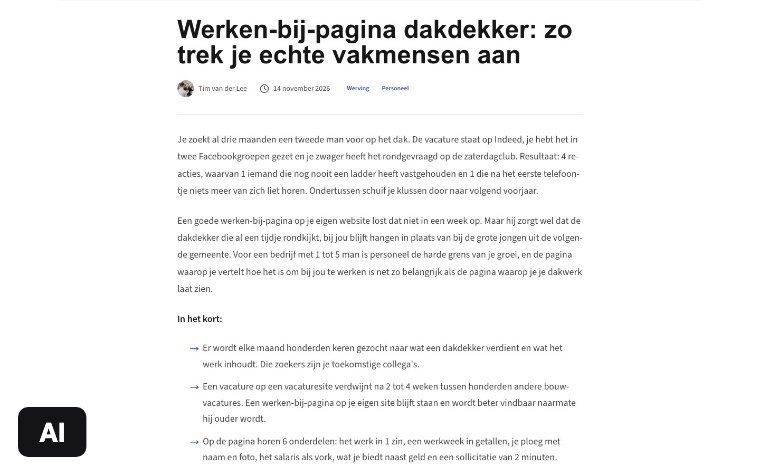 Werken-bij-pagina dakdekker: zo
trek je echte vakmensen aan
Tim van der Lee 14 november 2026 Werving Personeel
Je zoekt al drie maanden een tweede man voor op het dak. De vacature staat op Indeed, je hebt het in
twee Facebookgroepen gezet en je zwager heeft het rondgevraagd op de zaterdagclub. Resultaat: 4 re-
acties, waarvan 1 iemand die nog nooit een ladder heeft vastgehouden en 1 die na het eerste telefoon-
tje niets meer van zich liet horen. Ondertussen schuif je klussen door naar volgend voorjaar.
Een goede werken-bij-pagina op je eigen website lost dat niet in een week op. Maar hij zorgt wel dat de
dakdekker die al een tijdje rondkijkt, bij jou blijft hangen in plaats van bij de grote jongen uit de volgen-
de gemeente. Voor een bedrijf met 1 tot 5 man is personeel de harde grens van je groei, en de pagina
waarop je vertelt hoe het is om bij jou te werken is net zo belangrijk als de pagina waarop je je dakwerk
laat zien.
In het kort:
→ Er wordt elke maand honderden keren gezocht naar wat een dakdekker verdient en wat het
werk inhoudt. Die zoekers zijn je toekomstige collega's.
→ Een vacature op een vacaturesite verdwijnt na 2 tot 4 weken tussen honderden andere bouw-
vacatures. Een werken-bij-pagina op je eigen site blijft staan en wordt beter vindbaar naarmate
hij ouder wordt.
→ Op de pagina horen 6 onderdelen: het werk in 1 zin, een werkweek in getallen, je ploeg met
naam en foto, het salaris als vork, wat je biedt naast geld en een sollicitatie van 2 minuten.
AI